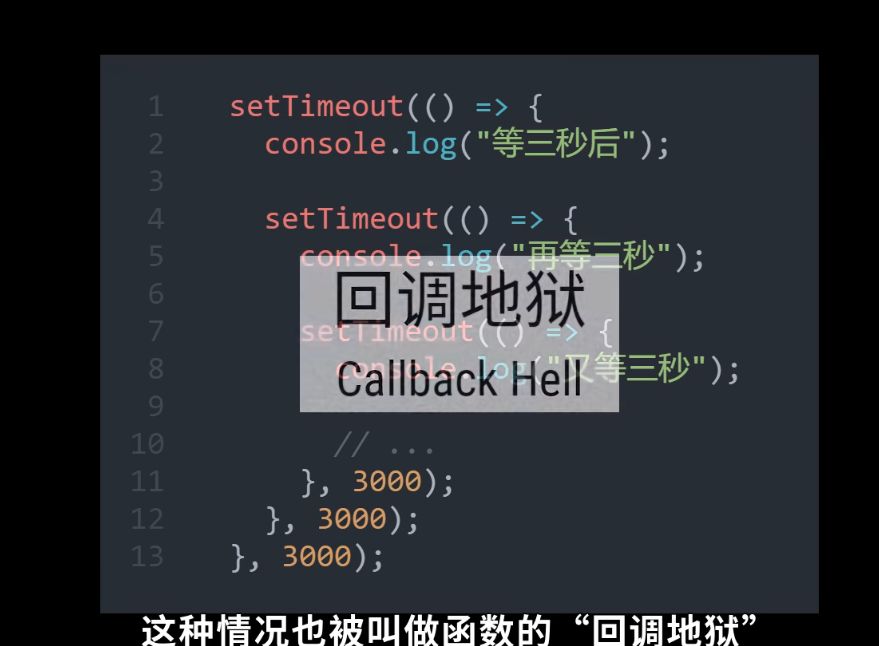 1 setTimeout(() => {
2 console.log("等三秒后");
3
4 setTimeout(() => {
5 console.log("再等三秒");
6
回调地狱
7 setTimeout(() => {
8 console.log("又等三秒");
Callback Hell
9
10 // ...
11 }, 3000);
12 }, 3000);
13 }, 3000);
这种情况也被叫做函数的“回调地狱”